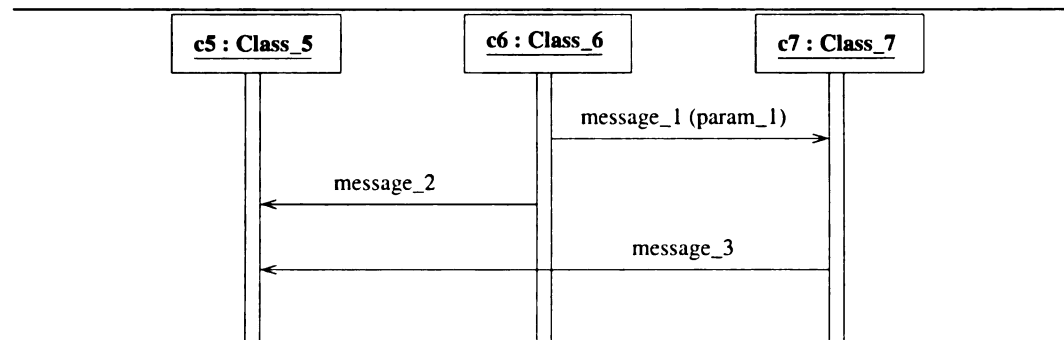 c5 : Class_5
c6 : Class_6
c7 : Class_7
message_1 (param_1)
message_2
message_3